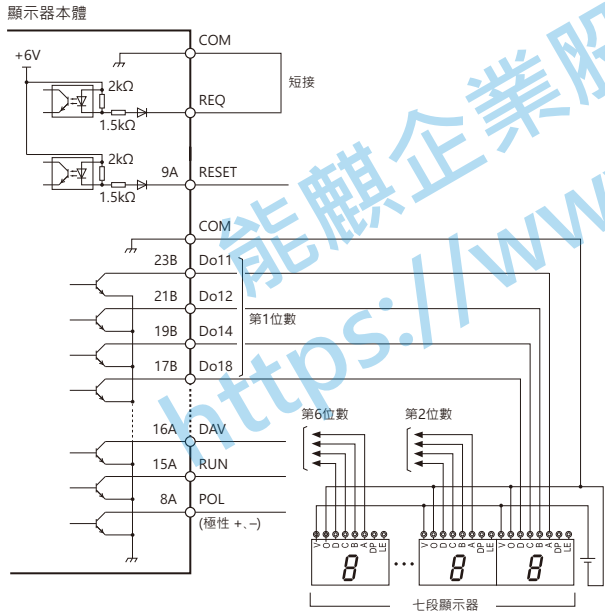 顯示器本體
COM
+6V
2kΩ
短接
REQ
1.5kΩ
2kΩ
9A RESET
1.5kΩ
COM
23B Do11
21B Do12
第1位數
19B Do14
17B Do18
第6位數 第2位數
16A DAV
15A RUN
8A POL
(極性 +、–)
V O D C B A DP LE
V O D C B A DP LE
V O D C B A DP LE
8 ... 8 8
七段顯示器
能麒企業股
https://www